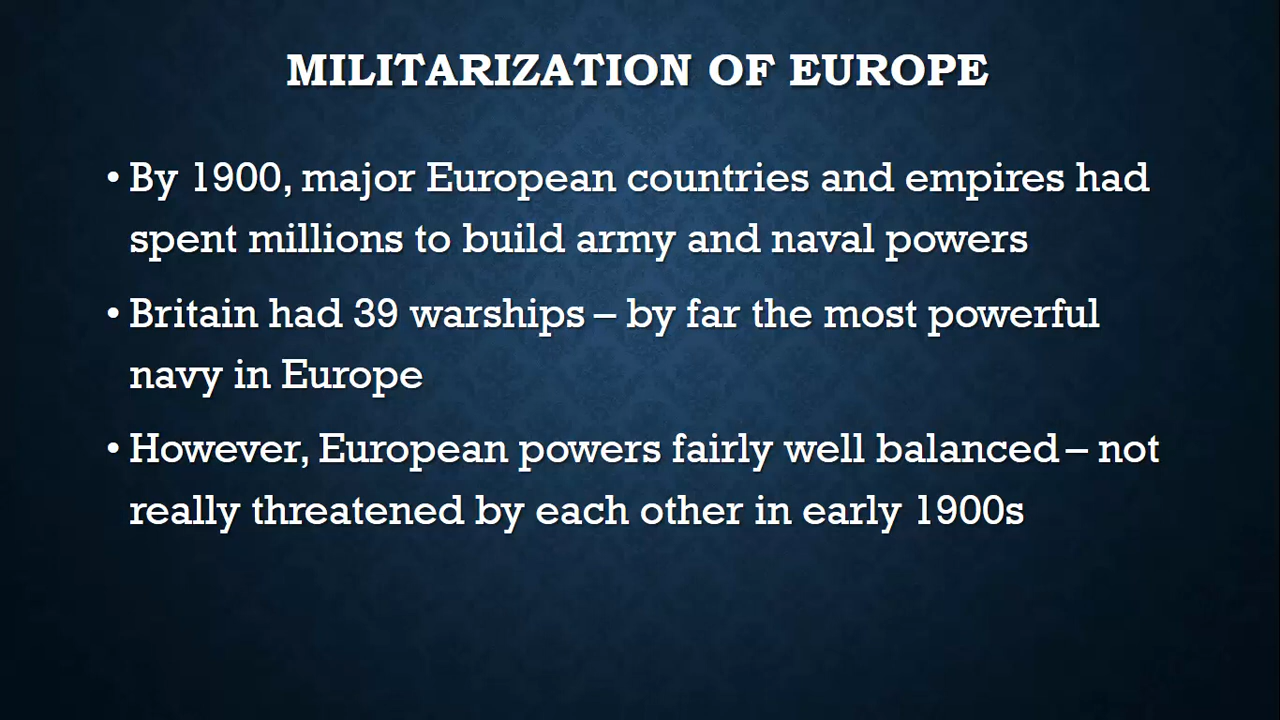 MILITARIZATION OF EUROPE
• By 1900, major European countries and empires had
spent millions to build army and naval powers
• Britain had 39 warships – by far the most powerful
navy in Europe
• However, European powers fairly well balanced – not
really threatened by each other in early 1900s